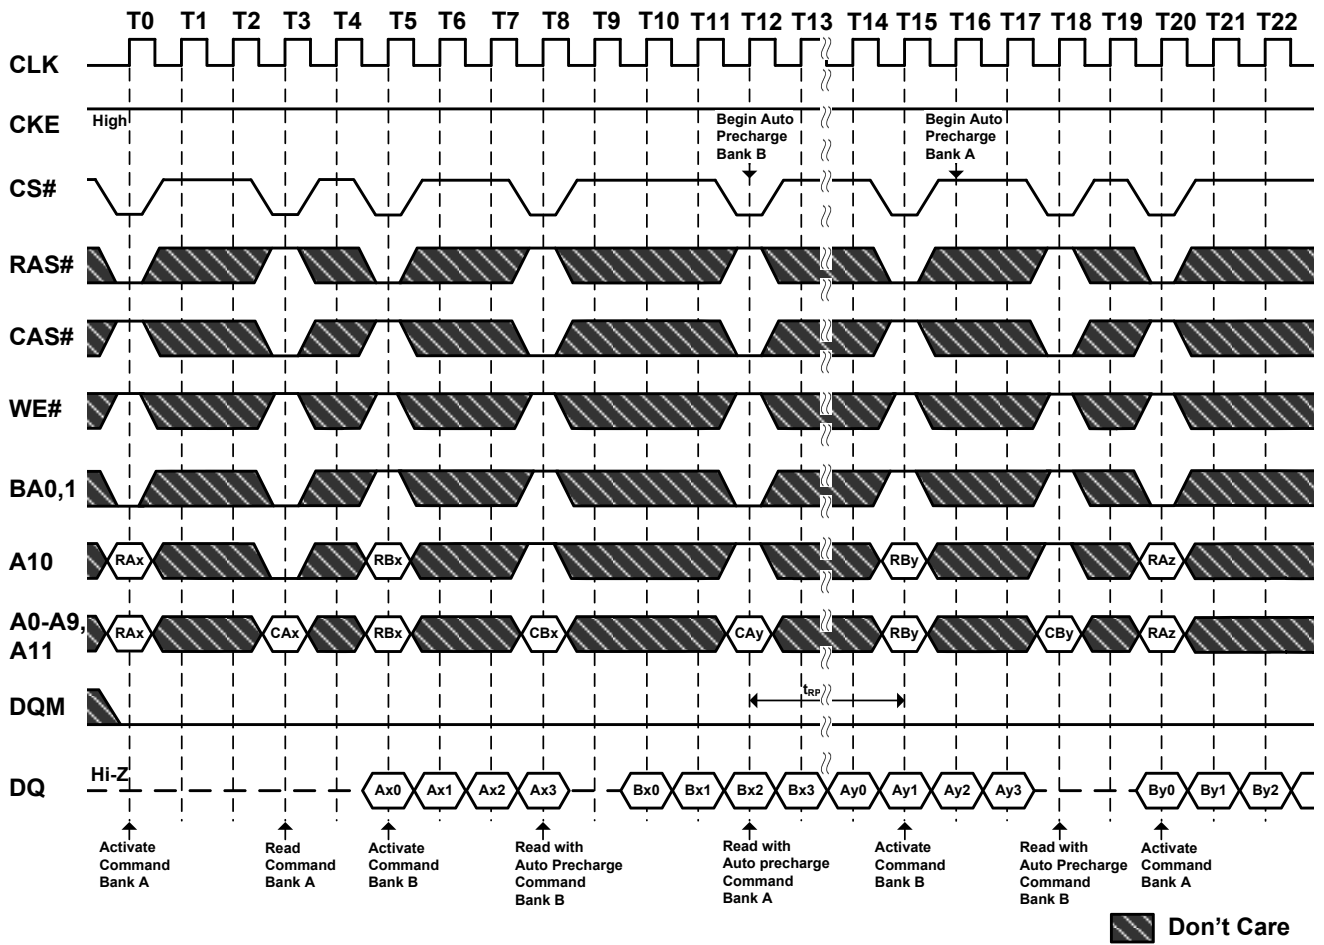 T0 T1 T2 T3 T4 T5 T6 T7 T8 T9 T10 T11 T12 T13 T14 T15 T16 T17 T18 T19 T20 T21 T22
CLK
CKE
High
Begin Auto
Precharge
Bank B
Begin Auto
Precharge
Bank A
CS#
RAS#
CAS#
WE#
BA0,1
A10
RAx RBx RBy RAz
A0-A9,
A11
RAx CAx RBx CBx CAy RBy CBy RAz
DQM
tRP
DQ
Hi-Z
Ax0 Ax1 Ax2 Ax3 Bx0 Bx1 Bx2 Bx3 Ay0 Ay1 Ay2 Ay3 By0 By1 By2
Activate
Command
Bank A
Read
Command
Bank A
Activate
Command
Bank B
Read with
Auto Precharge
Command
Bank B
Read with
Auto precharge
Command
Bank A
Activate
Command
Bank B
Read with
Auto Precharge
Command
Bank B
Activate
Command
Bank A
Don't Care